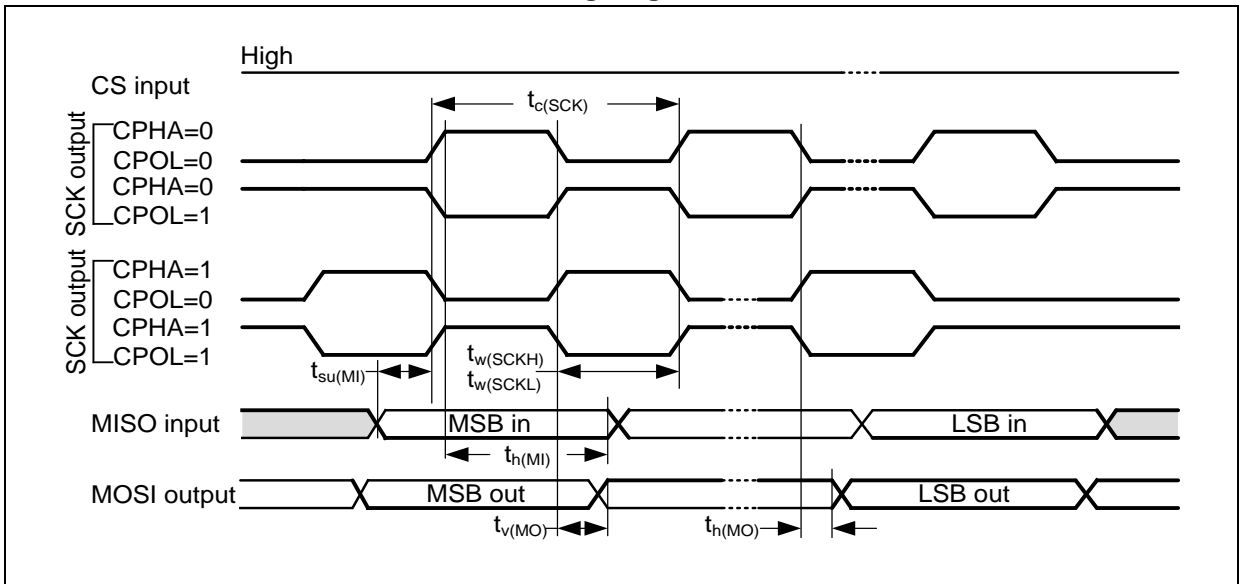 High
CS input
t_c(SCK)
SCK output
CPHA=0
CPOL=0
CPHA=0
CPOL=1
SCK output
CPHA=1
CPOL=0
CPHA=1
CPOL=1
t_su(MI)
t_w(SCKH)
t_w(SCKL)
MISO input
MSB in
LSB in
t_h(MI)
MOSI output
MSB out
LSB out
t_v(MO)
t_h(MO)